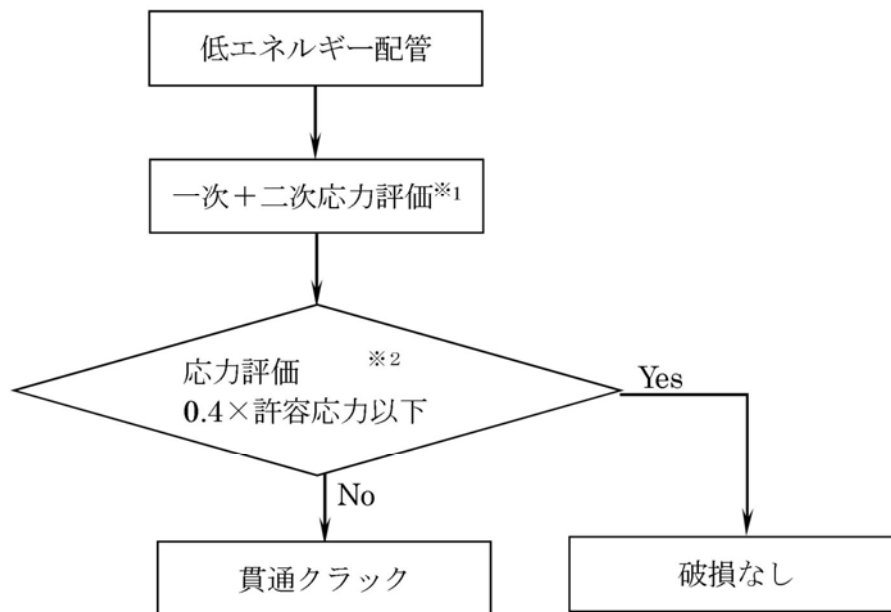 低エネルギー配管
一次＋二次応力評価※1
応力評価 ※2
0.4×許容応力以下
Yes
No
貫通クラック
破損なし